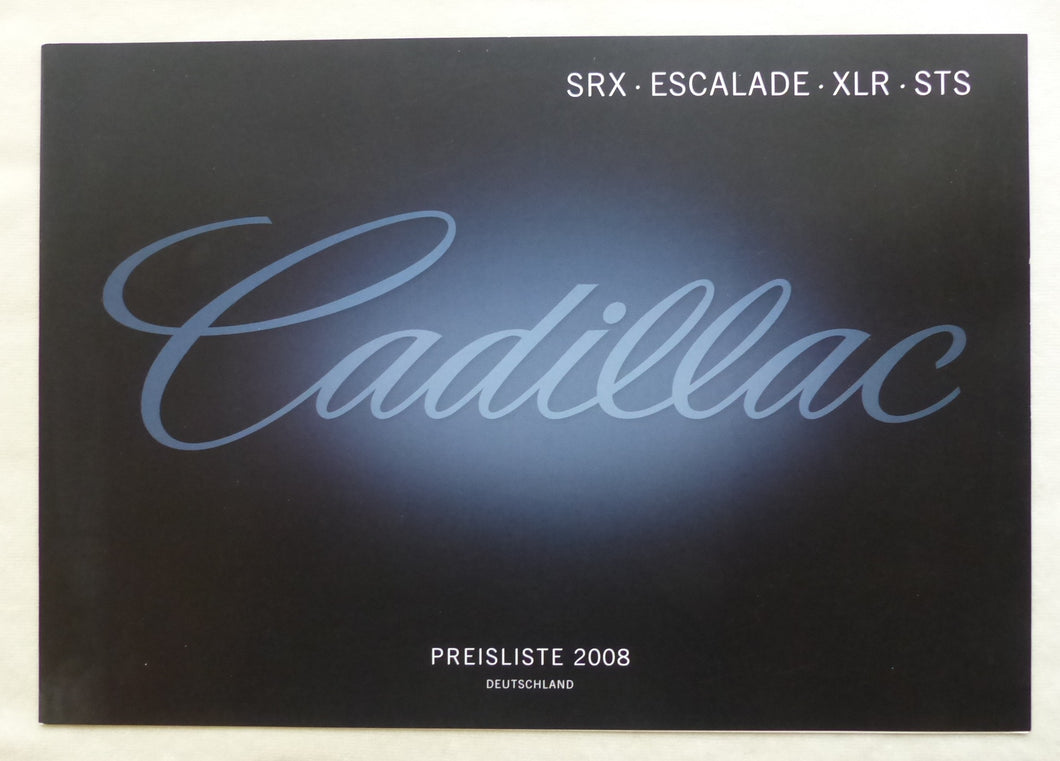 SRX · ESCALADE · XLR · STS
Cadillac
PREISLISTE 2008
DEUTSCHLAND